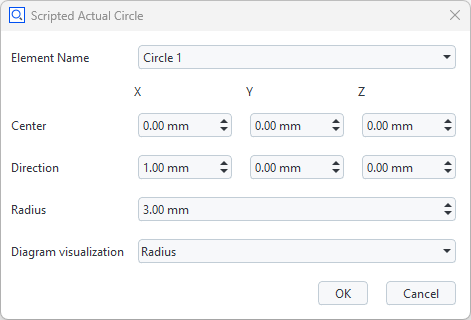 Scripted Actual Circle
Element Name Circle 1
X Y Z
Center 0.00 mm 0.00 mm 0.00 mm
Direction 1.00 mm 0.00 mm 0.00 mm
Radius 3.00 mm
Diagram visualization Radius
OK Cancel